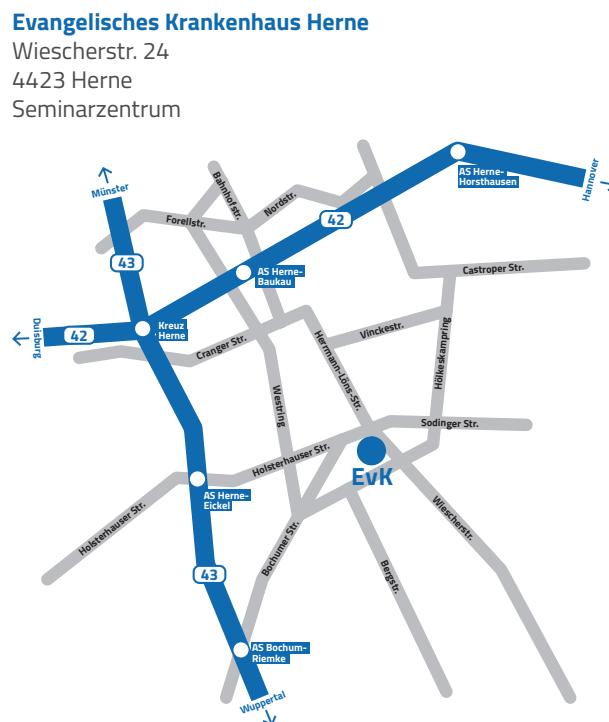 Evangelisches Krankenhaus Herne
Wiescherstr. 24
4423 Herne
Seminarzentrum
AS Herne-
Horsthausen
Hannover
Münster
Bahnhofstr.
Nordstr.
Forellstr.
42
43
AS Herne-
Baukau
Castroper Str.
Kreuz
Herne
Duisburg
42
Cranger Str.
Herrmann-Löns-Str.
Vinckestr.
Hölkeskampring
Westring
Sodinger Str.
Holsterhauser Str.
EvK
AS Herne-
Eickel
Wiescherstr.
Holsterhauser Str.
Bochumer Str.
Bergstr.
43
AS Bochum-
Riemke
Wuppertal